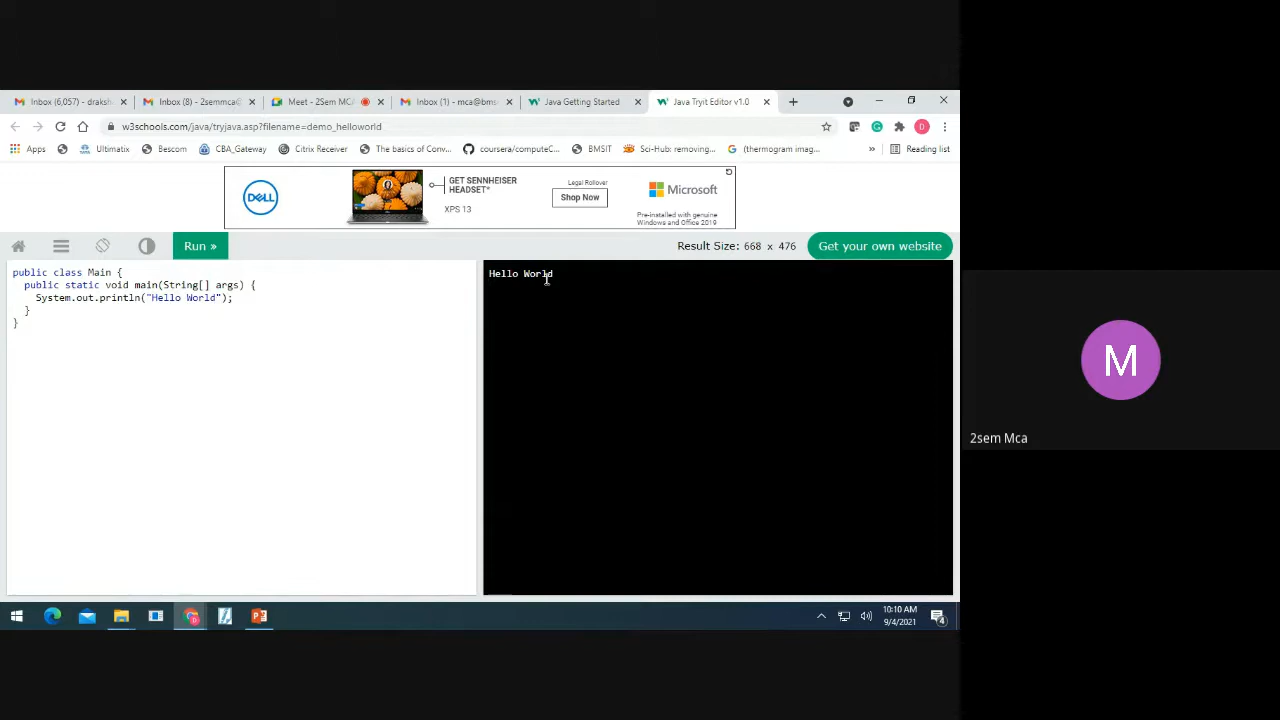 Inbox (6,057) - draksh
Inbox (8) - 2semmca@
Meet - 2Sem MCA
Inbox (1) - mca@bms
Java Getting Started
Java Tryit Editor v1.0
w3schools.com/java/tryjava.asp?filename=demo_helloworld
D
Apps
Ultimatix
Bescom
CBA_Gateway
Citrix Receiver
The basics of Conv...
coursera/computeC...
BMSIT
Sci-Hub: removing...
(thermogram imag...
»
Reading list
DELL
GET SENNHEISER
HEADSET*
XPS 13
Legal Rollover
Shop Now
Microsoft
Pre-installed with genuine
Windows and Office 2019
Run »
Result Size: 668 x 476
Get your own website
public class Main {
public static void main(String[] args) {
System.out.println("Hello World");
}
}
Hello World
M
2sem Mca
10:10 AM
9/4/2021
4